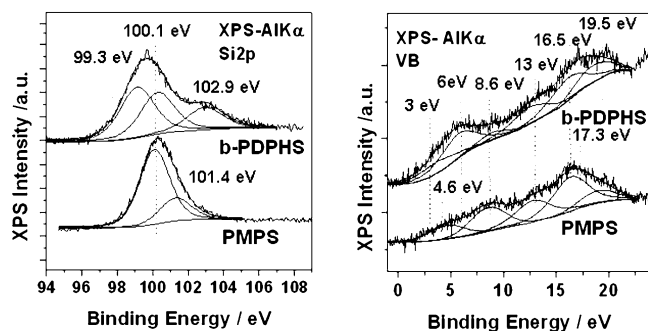 XPS-AlKα
Si2p
100.1 eV
99.3 eV
102.9 eV
b-PDPHS
101.4 eV
PMPS
XPS Intensity /a.u.
94 96 98 100 102 104 106 108
Binding Energy / eV
XPS- AlKα
VB
19.5 eV
16.5 eV
13 eV
8.6 eV
6eV
3 eV
b-PDPHS
17.3 eV
4.6 eV
PMPS
XPS Intensity /a.u.
0 5 10 15 20
Binding Energy / eV